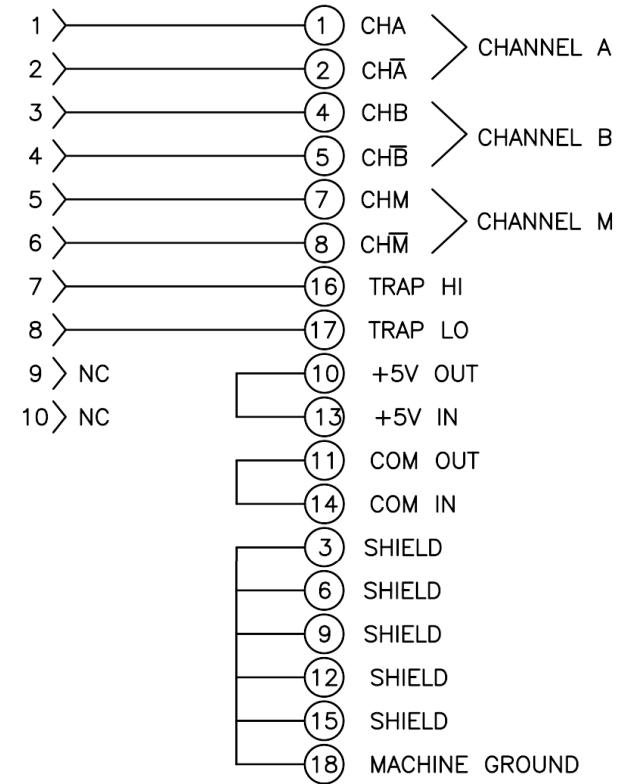 1 1 CHA
CHANNEL A
2 2 CHA̅
3 4 CHB
CHANNEL B
4 5 CHB̅
5 7 CHM
CHANNEL M
6 8 CHM̅
7 16 TRAP HI
8 17 TRAP LO
9 NC 10 +5V OUT
10 NC 13 +5V IN
11 COM OUT
14 COM IN
3 SHIELD
6 SHIELD
9 SHIELD
12 SHIELD
15 SHIELD
18 MACHINE GROUND